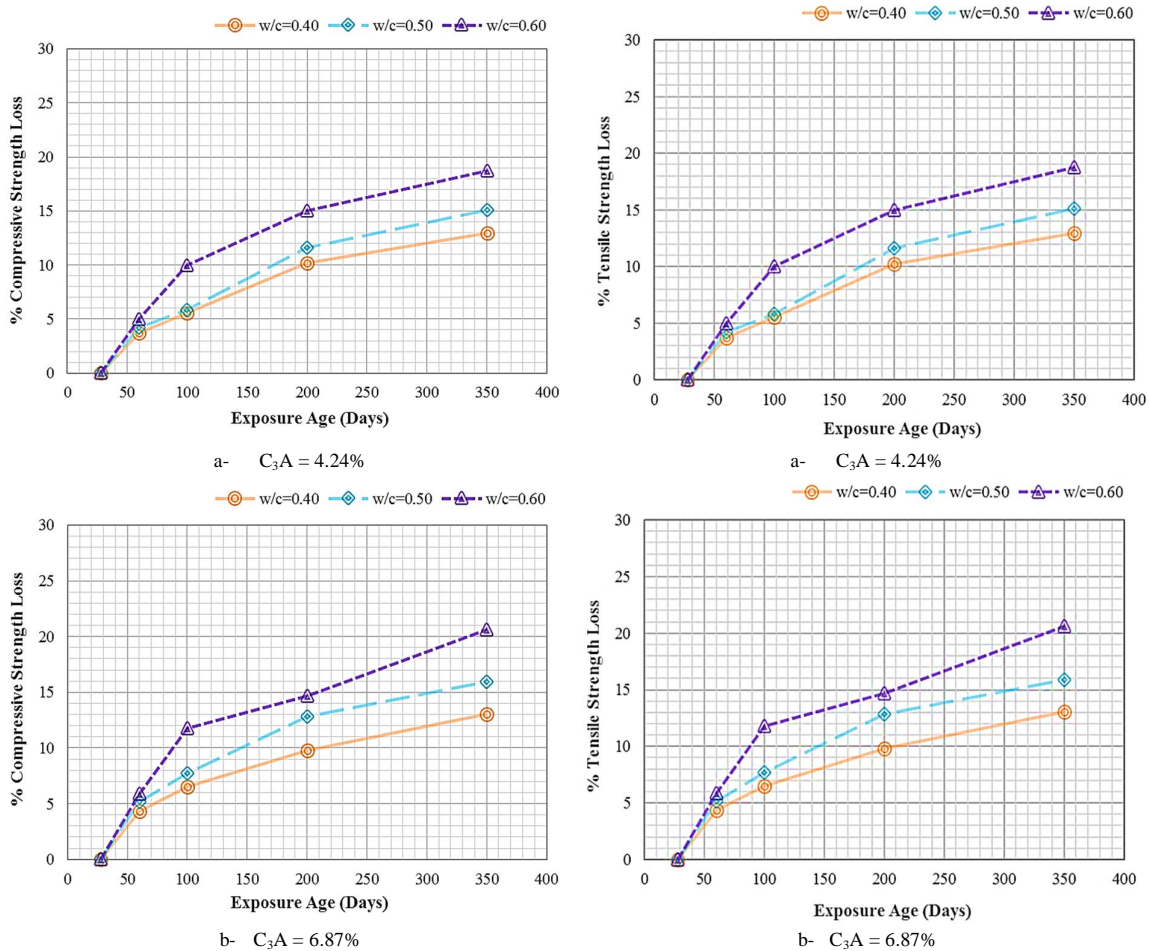 w/c=0.40 w/c=0.50 w/c=0.60
30
25
20
15
10
5
0
% Compressive Strength Loss
0 50 100 150 200 250 300 350 400
Exposure Age (Days)
a- C₃A = 4.24%
w/c=0.40 w/c=0.50 w/c=0.60
30
25
20
15
10
5
0
% Tensile Strength Loss
0 50 100 150 200 250 300 350 400
Exposure Age (Days)
a- C₃A = 4.24%
w/c=0.40 w/c=0.50 w/c=0.60
30
25
20
15
10
5
0
% Compressive Strength Loss
0 50 100 150 200 250 300 350 400
Exposure Age (Days)
b- C₃A = 6.87%
w/c=0.40 w/c=0.50 w/c=0.60
30
25
20
15
10
5
0
% Tensile Strength Loss
0 50 100 150 200 250 300 350 400
Exposure Age (Days)
b- C₃A = 6.87%